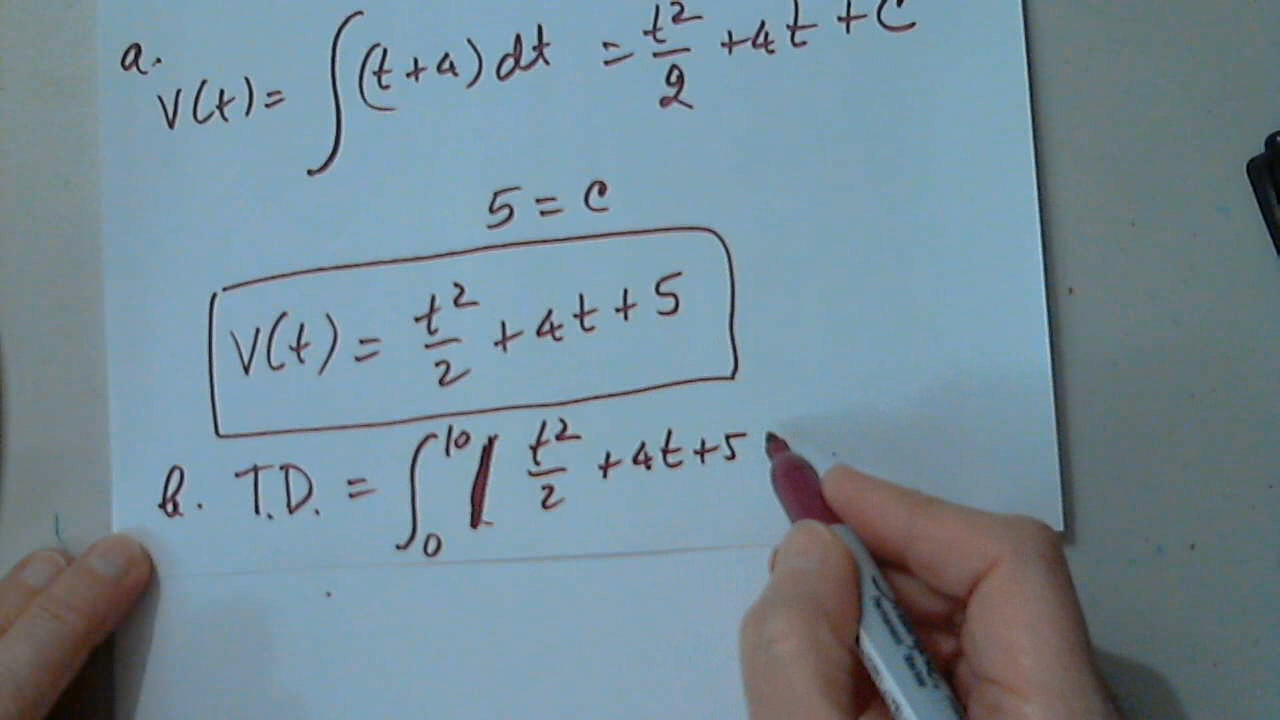 a.
V(t) = ∫(t+4) dt = t²/2 + 4t + C
5 = C
V(t) = t²/2 + 4t + 5
b. T.D. = ∫₀¹⁰ | t²/2 + 4t + 5